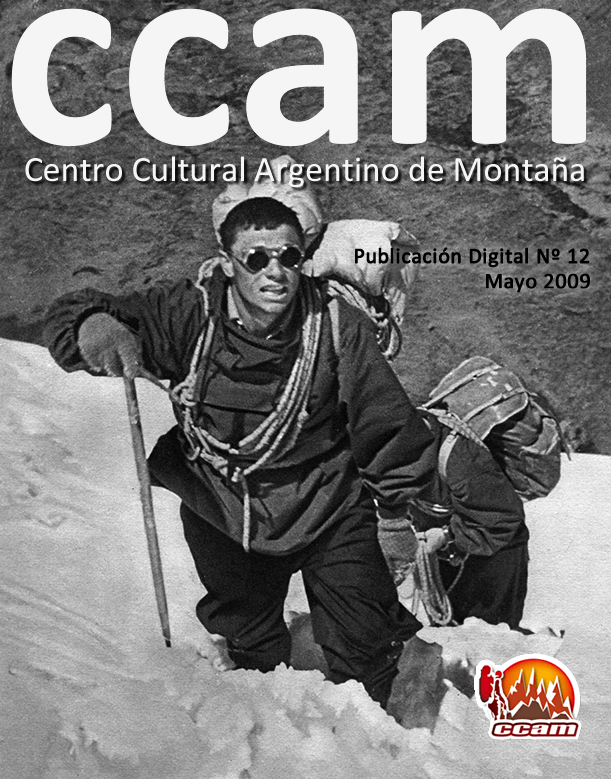 ccam
Centro Cultural Argentino de Montaña
Publicación Digital Nº 12
Mayo 2009
ccam